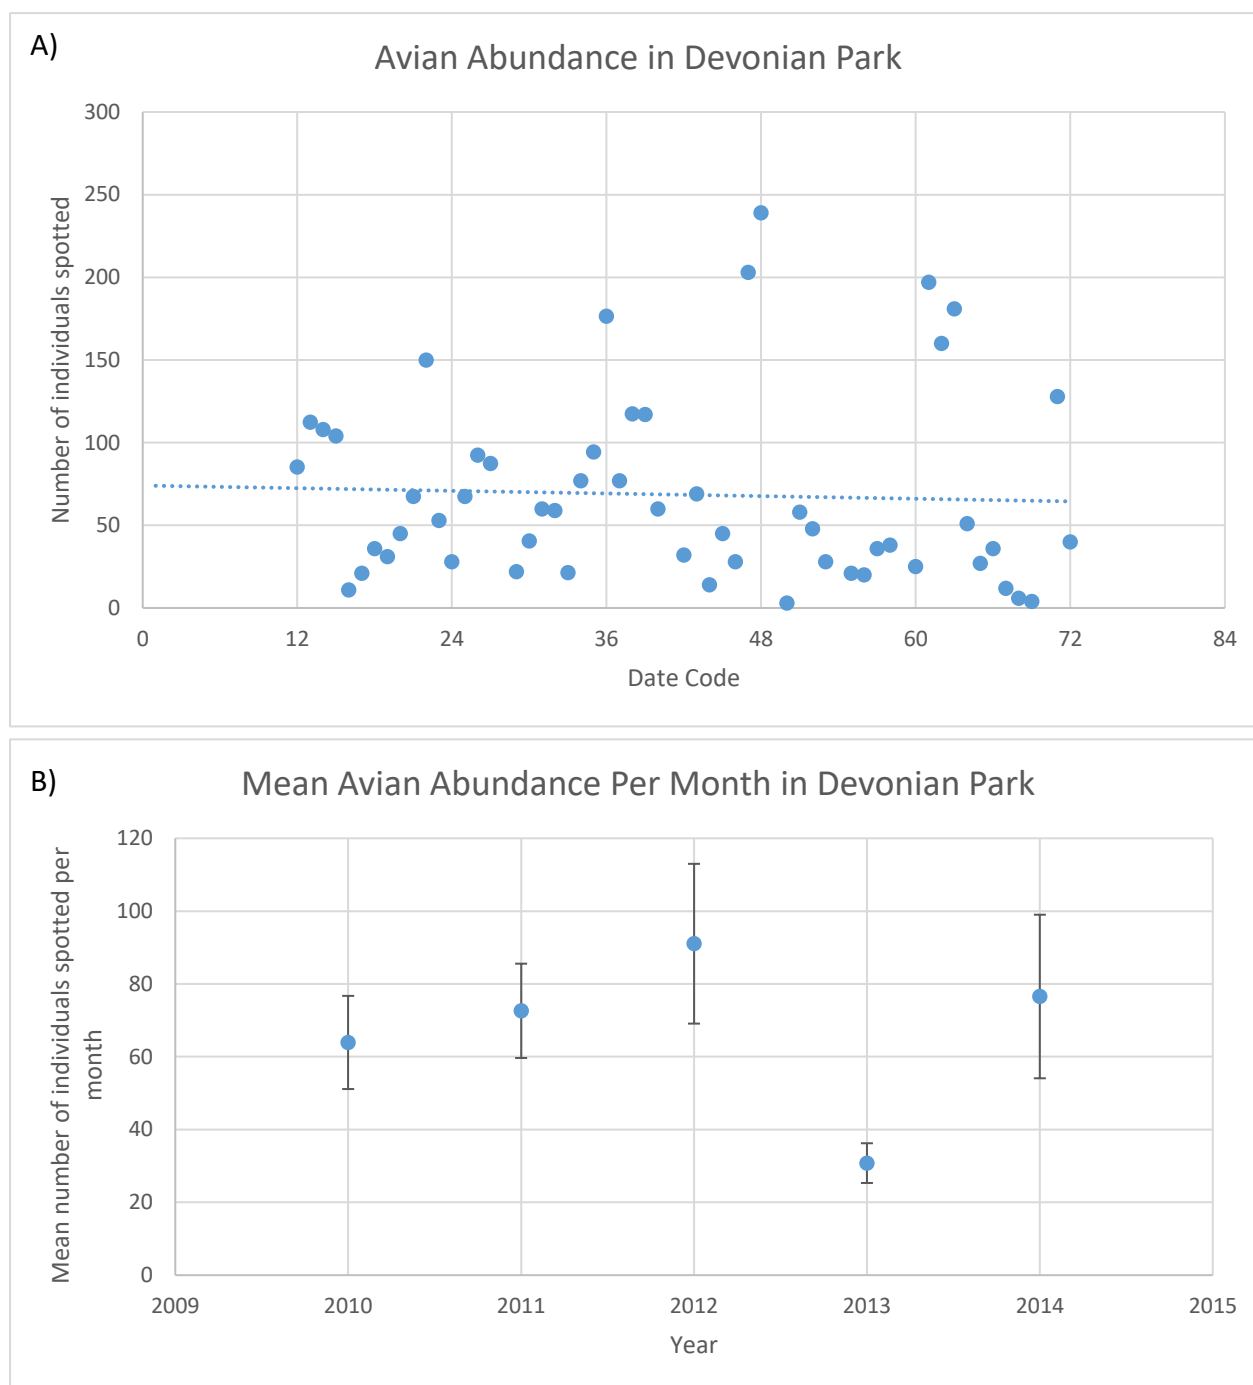 A)
Avian Abundance in Devonian Park
Number of individuals spotted
300
250
200
150
100
50
0
0 12 24 36 48 60 72 84
Date Code
B)
Mean Avian Abundance Per Month in Devonian Park
Mean number of individuals spotted per
month
120
100
80
60
40
20
0
2009 2010 2011 2012 2013 2014 2015
Year